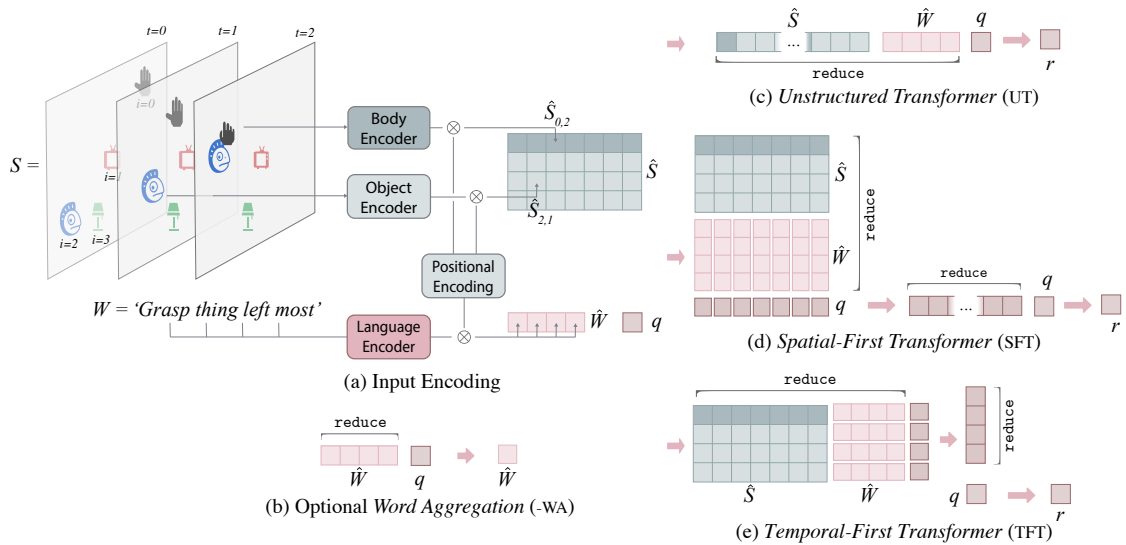 t=0
t=1
t=2
i=0
S =
i=1
i=2
i=3
Body
Encoder
Object
Encoder
Positional
Encoding
Language
Encoder
Ŝ0,2
Ŝ2,1
Ŝ
W = 'Grasp thing left most'
Ŵ
q
(a) Input Encoding
reduce
Ŵ
q
Ŵ
(b) Optional Word Aggregation (-WA)
Ŝ
Ŵ
q
...
reduce
r
(c) Unstructured Transformer (UT)
Ŝ
reduce
Ŵ
q
reduce
q
...
r
(d) Spatial-First Transformer (SFT)
reduce
reduce
Ŝ
Ŵ
q
r
(e) Temporal-First Transformer (TFT)